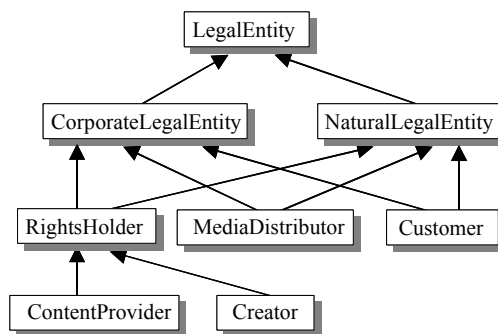 LegalEntity
CorporateLegalEntity
NaturalLegalEntity
RightsHolder
MediaDistributor
Customer
ContentProvider
Creator